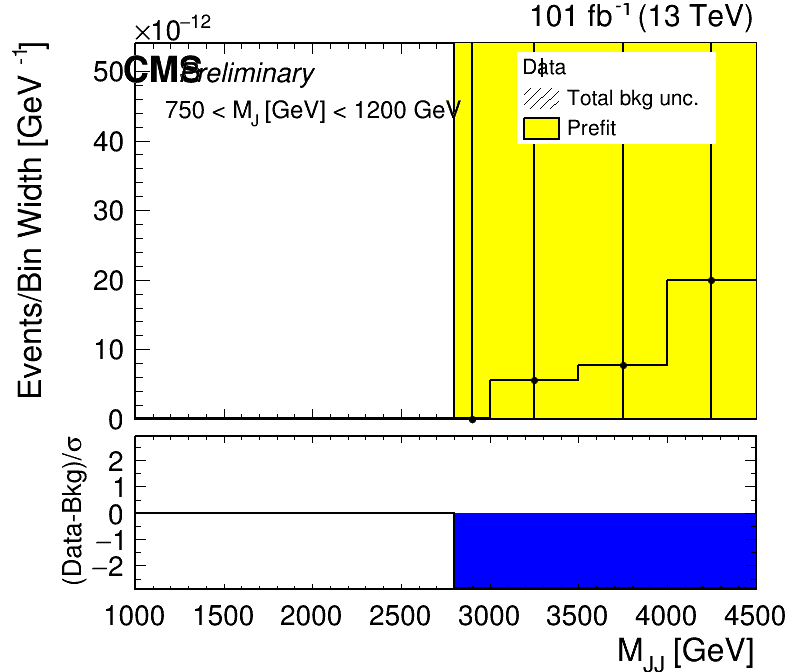 ×10⁻¹²
101 fb⁻¹ (13 TeV)
CMS Preliminary
750 < M_J [GeV] < 1200 GeV
Data
Total bkg unc.
Prefit
Events/Bin Width [GeV⁻¹]
50
40
30
20
10
0
(Data-Bkg)/σ
2
1
0
−1
−2
1000 1500 2000 2500 3000 3500 4000 4500
M_JJ [GeV]